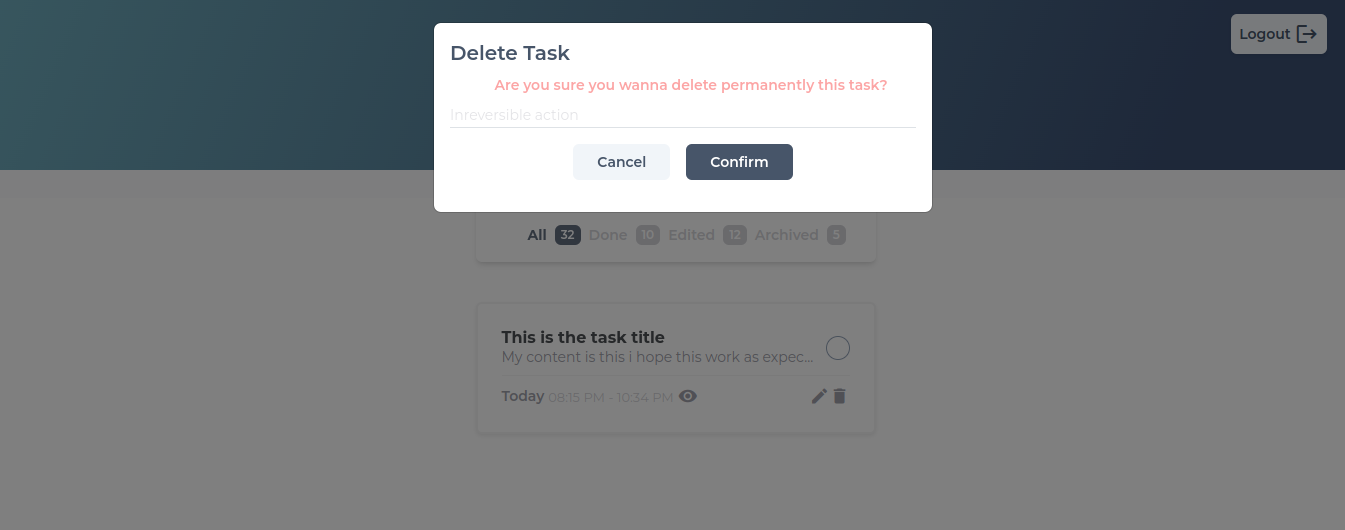 Logout
Delete Task
Are you sure you wanna delete permanently this task?
Inreversible action
Cancel Confirm
All 32 Done 10 Edited 12 Archived 5
This is the task title
My content is this i hope this work as expec...
Today 08:15 PM - 10:34 PM